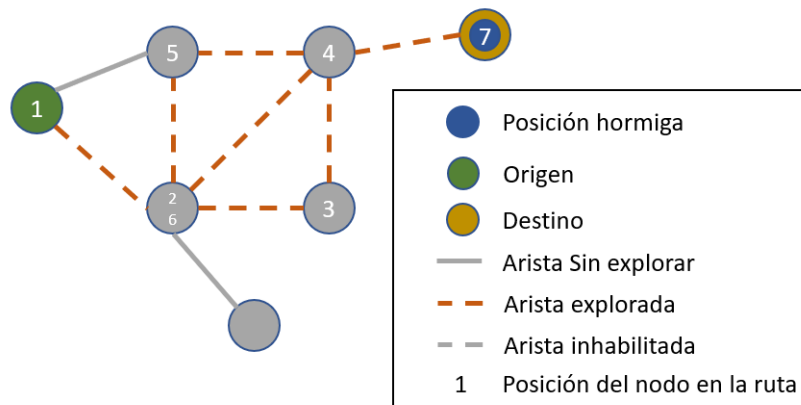 7
5
4
1
2
6
3
Posición hormiga
Origen
Destino
Arista Sin explorar
Arista explorada
Arista inhabilitada
1 Posición del nodo en la ruta